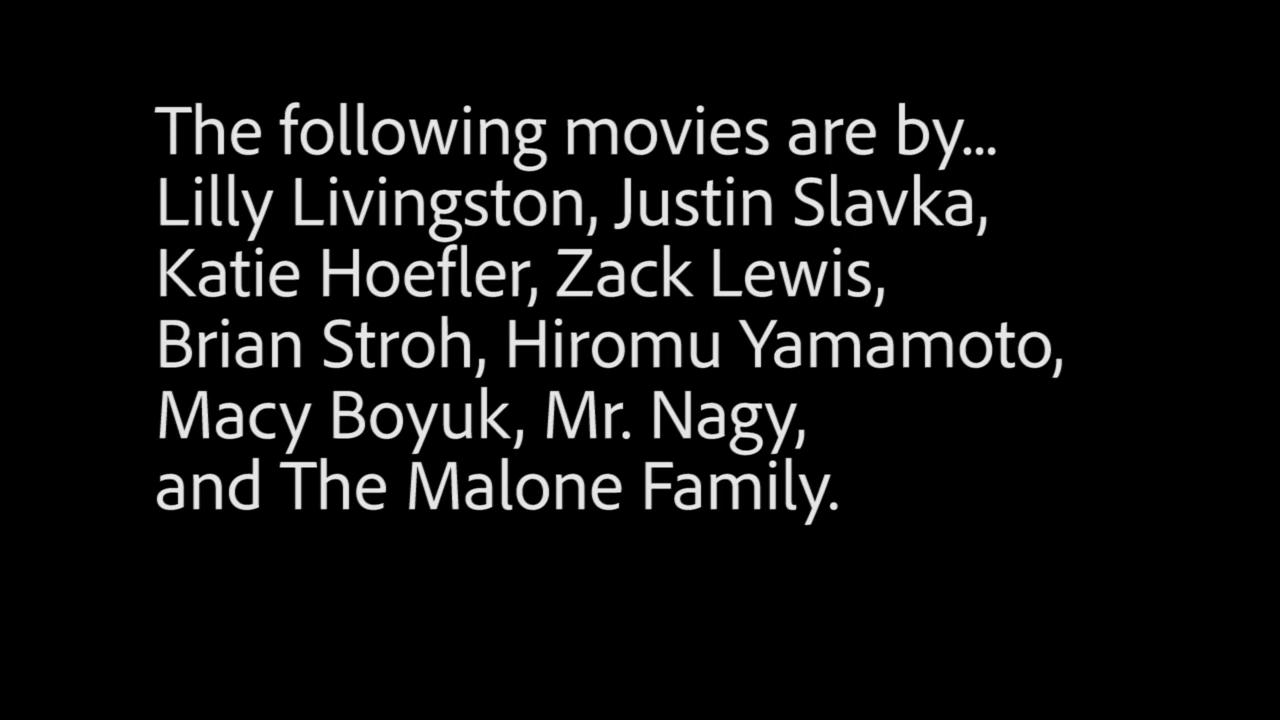 The following movies are by...
Lilly Livingston, Justin Slavka,
Katie Hoefler, Zack Lewis,
Brian Stroh, Hiromu Yamamoto,
Macy Boyuk, Mr. Nagy,
and The Malone Family.